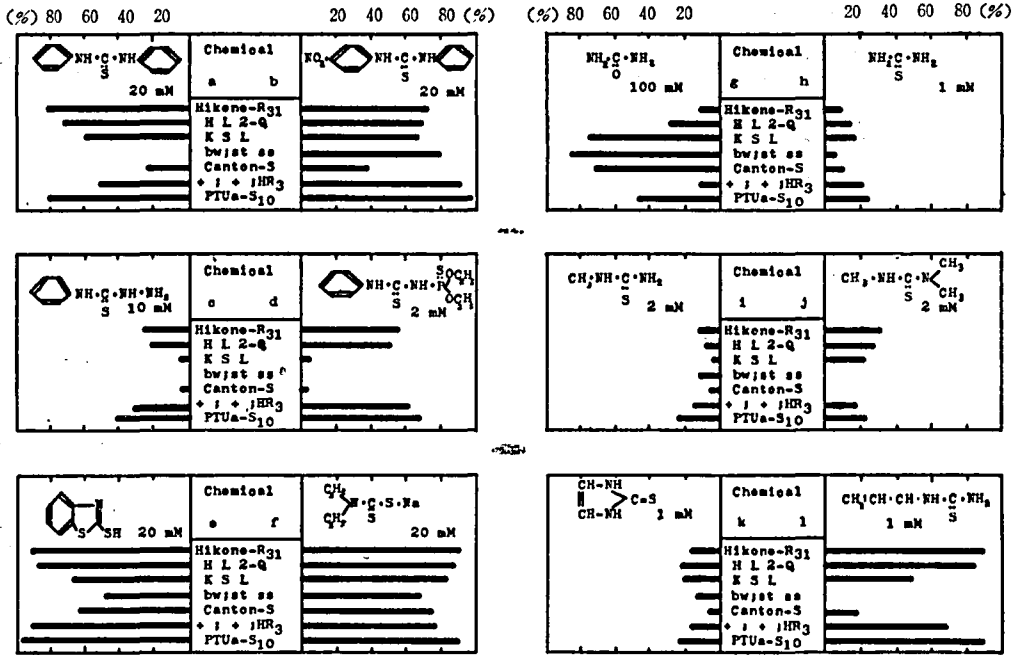 (%) 80 60 40 20 20 40 60 80 (%) (%) 80 60 40 20 20 40 60 80 (%)
NH·C·NH
S
20 mM
Chemical
a b
NO2 NH·C·NH
S
20 mM
Hikone-R31
H L 2-Q
K S L
bw;st ss
Canton-S
+ ; + ;HR3
PTUa-S10
NH2·C·NH2
O
100 mM
Chemical
g h
NH2·C·NH2
S
1 mM
Hikone-R31
H L 2-Q
K S L
bw;st ss
Canton-S
+ ; + ;HR3
PTUa-S10
NH·C·NH·NH2
S
10 mM
Chemical
c d
NH·C·NH·P
S
S
OC2H5
OC2H5
2 mM
Hikone-R31
H L 2-Q
K S L
bw;st ss
Canton-S
+ ; + ;HR3
PTUa-S10
CH3·NH·C·NH2
S
2 mM
Chemical
i j
CH3·NH·C·N
S
CH3
CH3
2 mM
Hikone-R31
H L 2-Q
K S L
bw;st ss
Canton-S
+ ; + ;HR3
PTUa-S10
N
S
SH
20 mM
Chemical
e f
C2H5
C2H5
N·C·S·Na
S
20 mM
Hikone-R31
H L 2-Q
K S L
bw;st ss
Canton-S
+ ; + ;HR3
PTUa-S10
CH-NH
C=S
CH-NH
1 mM
Chemical
k l
CH2:CH·CH2·NH·C·NH2
S
1 mM
Hikone-R31
H L 2-Q
K S L
bw;st ss
Canton-S
+ ; + ;HR3
PTUa-S10